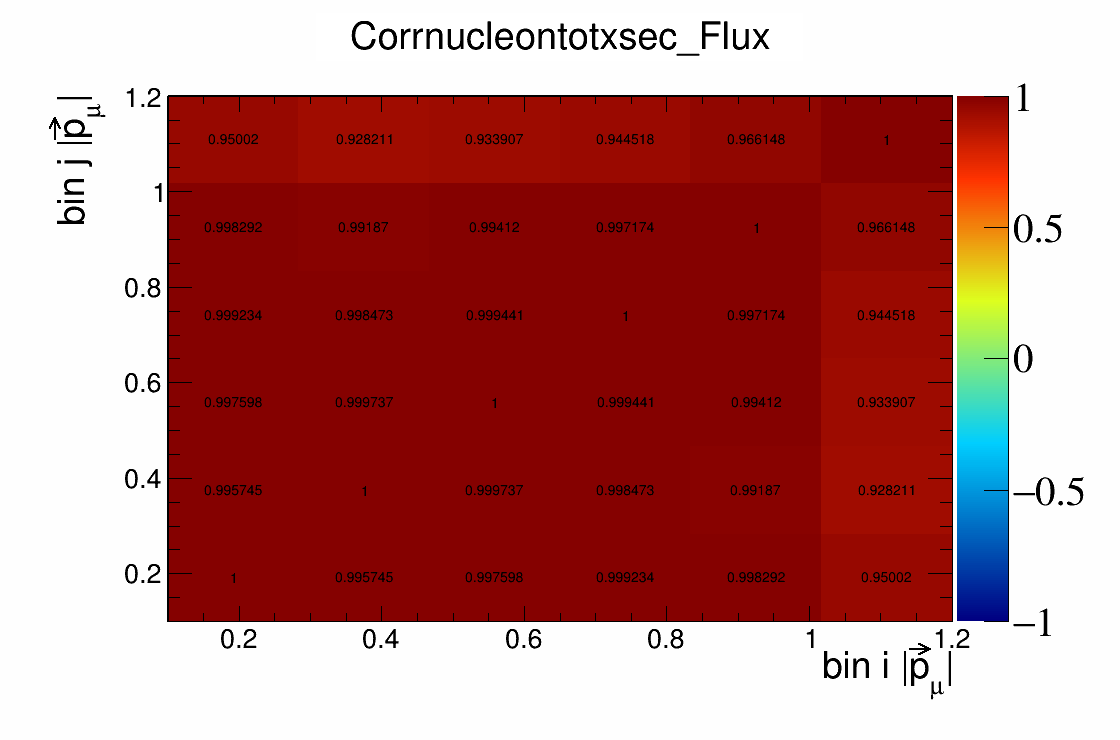 Corrnucleontotxsec_Flux
bin j |p⃗μ|
1.2
1
0.8
0.6
0.4
0.2
0.95002 0.928211 0.933907 0.944518 0.966148 1
0.998292 0.99187 0.99412 0.997174 1 0.966148
0.999234 0.998473 0.999441 1 0.997174 0.944518
0.997598 0.999737 1 0.999441 0.99412 0.933907
0.995745 1 0.999737 0.998473 0.99187 0.928211
1 0.995745 0.997598 0.999234 0.998292 0.95002
0.2 0.4 0.6 0.8 1 1.2
bin i |p⃗μ|
1
0.5
0
−0.5
−1